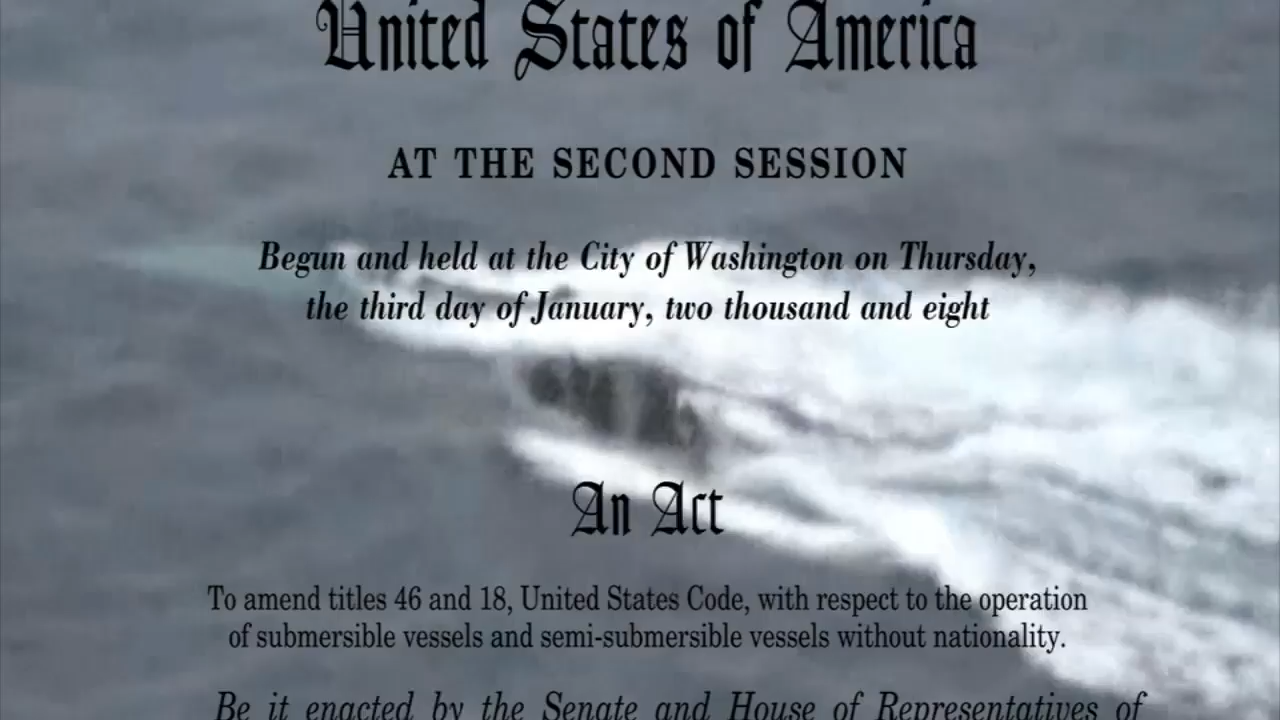 United States of America
AT THE SECOND SESSION
Begun and held at the City of Washington on Thursday,
the third day of January, two thousand and eight
An Act
To amend titles 46 and 18, United States Code, with respect to the operation
of submersible vessels and semi-submersible vessels without nationality.
Be it enacted by the Senate and House of Representatives of